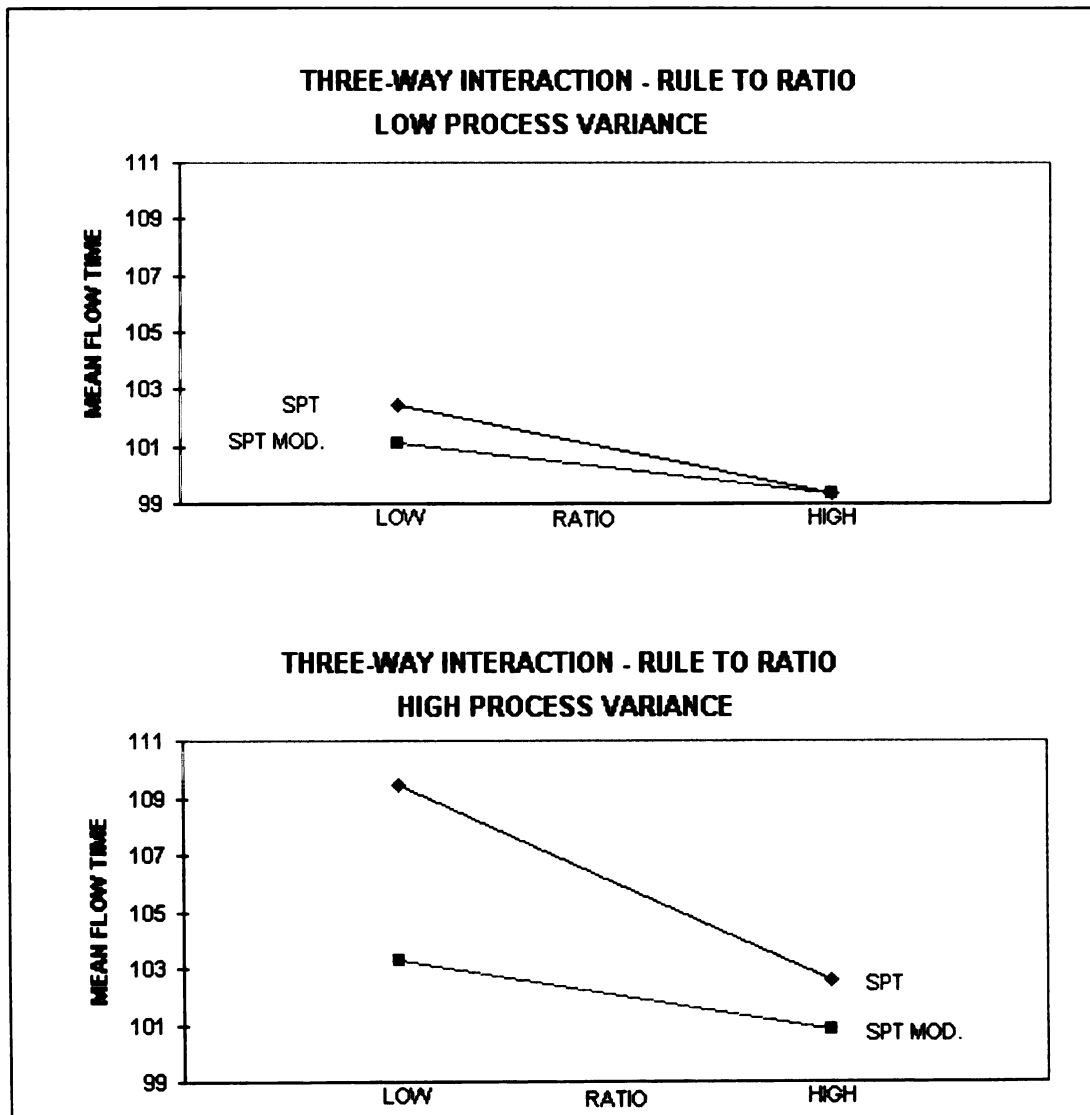 THREE-WAY INTERACTION - RULE TO RATIO
LOW PROCESS VARIANCE
MEAN FLOW TIME
111
109
107
105
103
101
99
SPT
SPT MOD.
LOW
RATIO
HIGH
THREE-WAY INTERACTION - RULE TO RATIO
HIGH PROCESS VARIANCE
MEAN FLOW TIME
111
109
107
105
103
101
99
SPT
SPT MOD.
LOW
RATIO
HIGH